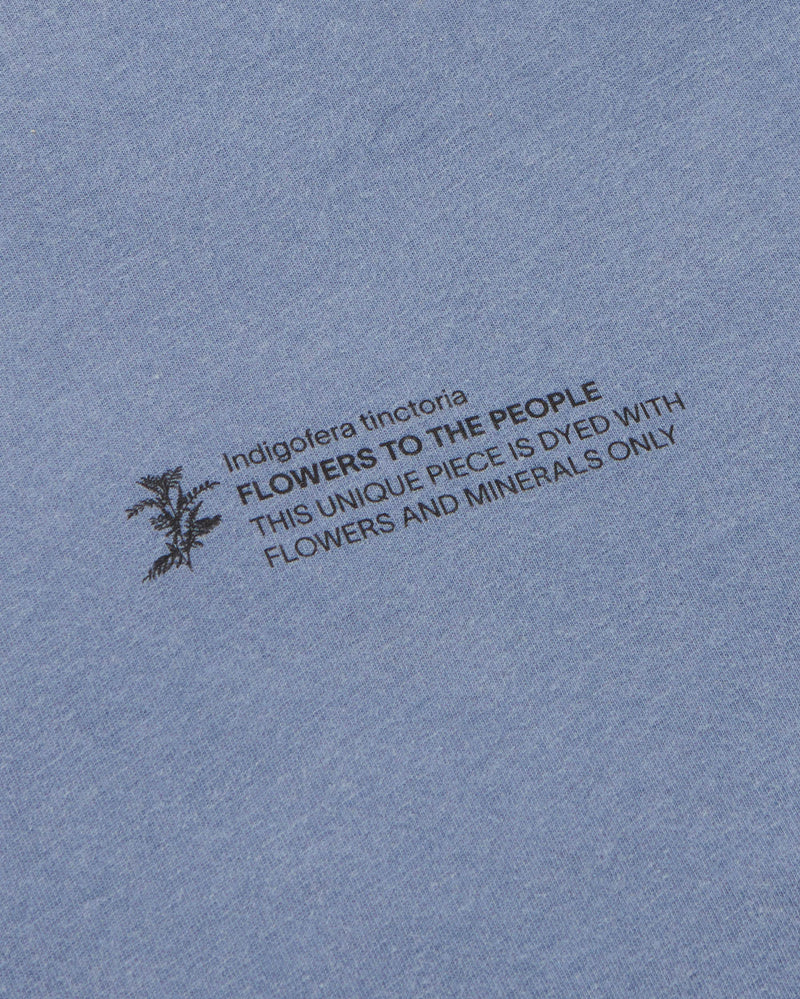 Indigofera tinctoria
FLOWERS TO THE PEOPLE
THIS UNIQUE PIECE IS DYED WITH
FLOWERS AND MINERALS ONLY